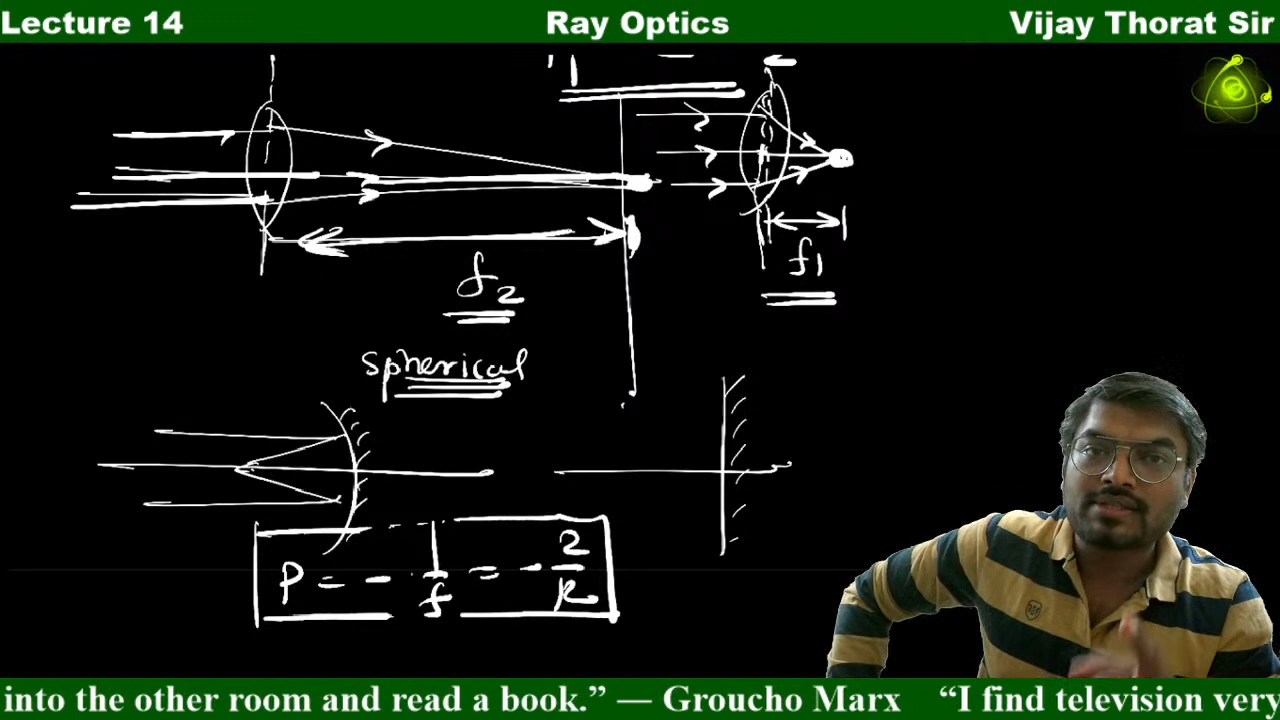 Lecture 14 Ray Optics Vijay Thorat Sir
f1
f2
spherical
P = - 1/f = - 2/R
into the other room and read a book.” — Groucho Marx “I find television very